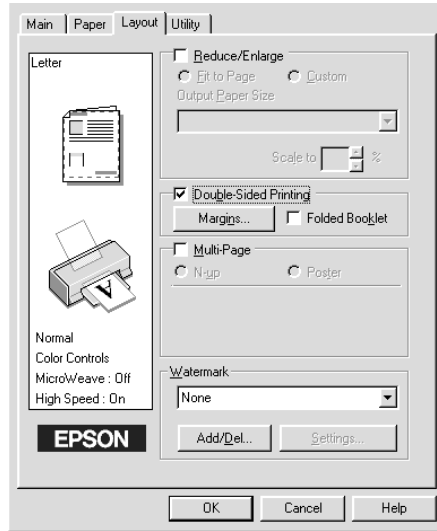 Main Paper Layout Utility
Letter
Normal
Color Controls
MicroWeave : Off
High Speed : On
EPSON
Reduce/Enlarge
Fit to Page Custom
Output Paper Size
Scale to %
Double-Sided Printing
Margins... Folded Booklet
Multi-Page
N-up Poster
Watermark
None
Add/Del... Settings...
OK Cancel Help